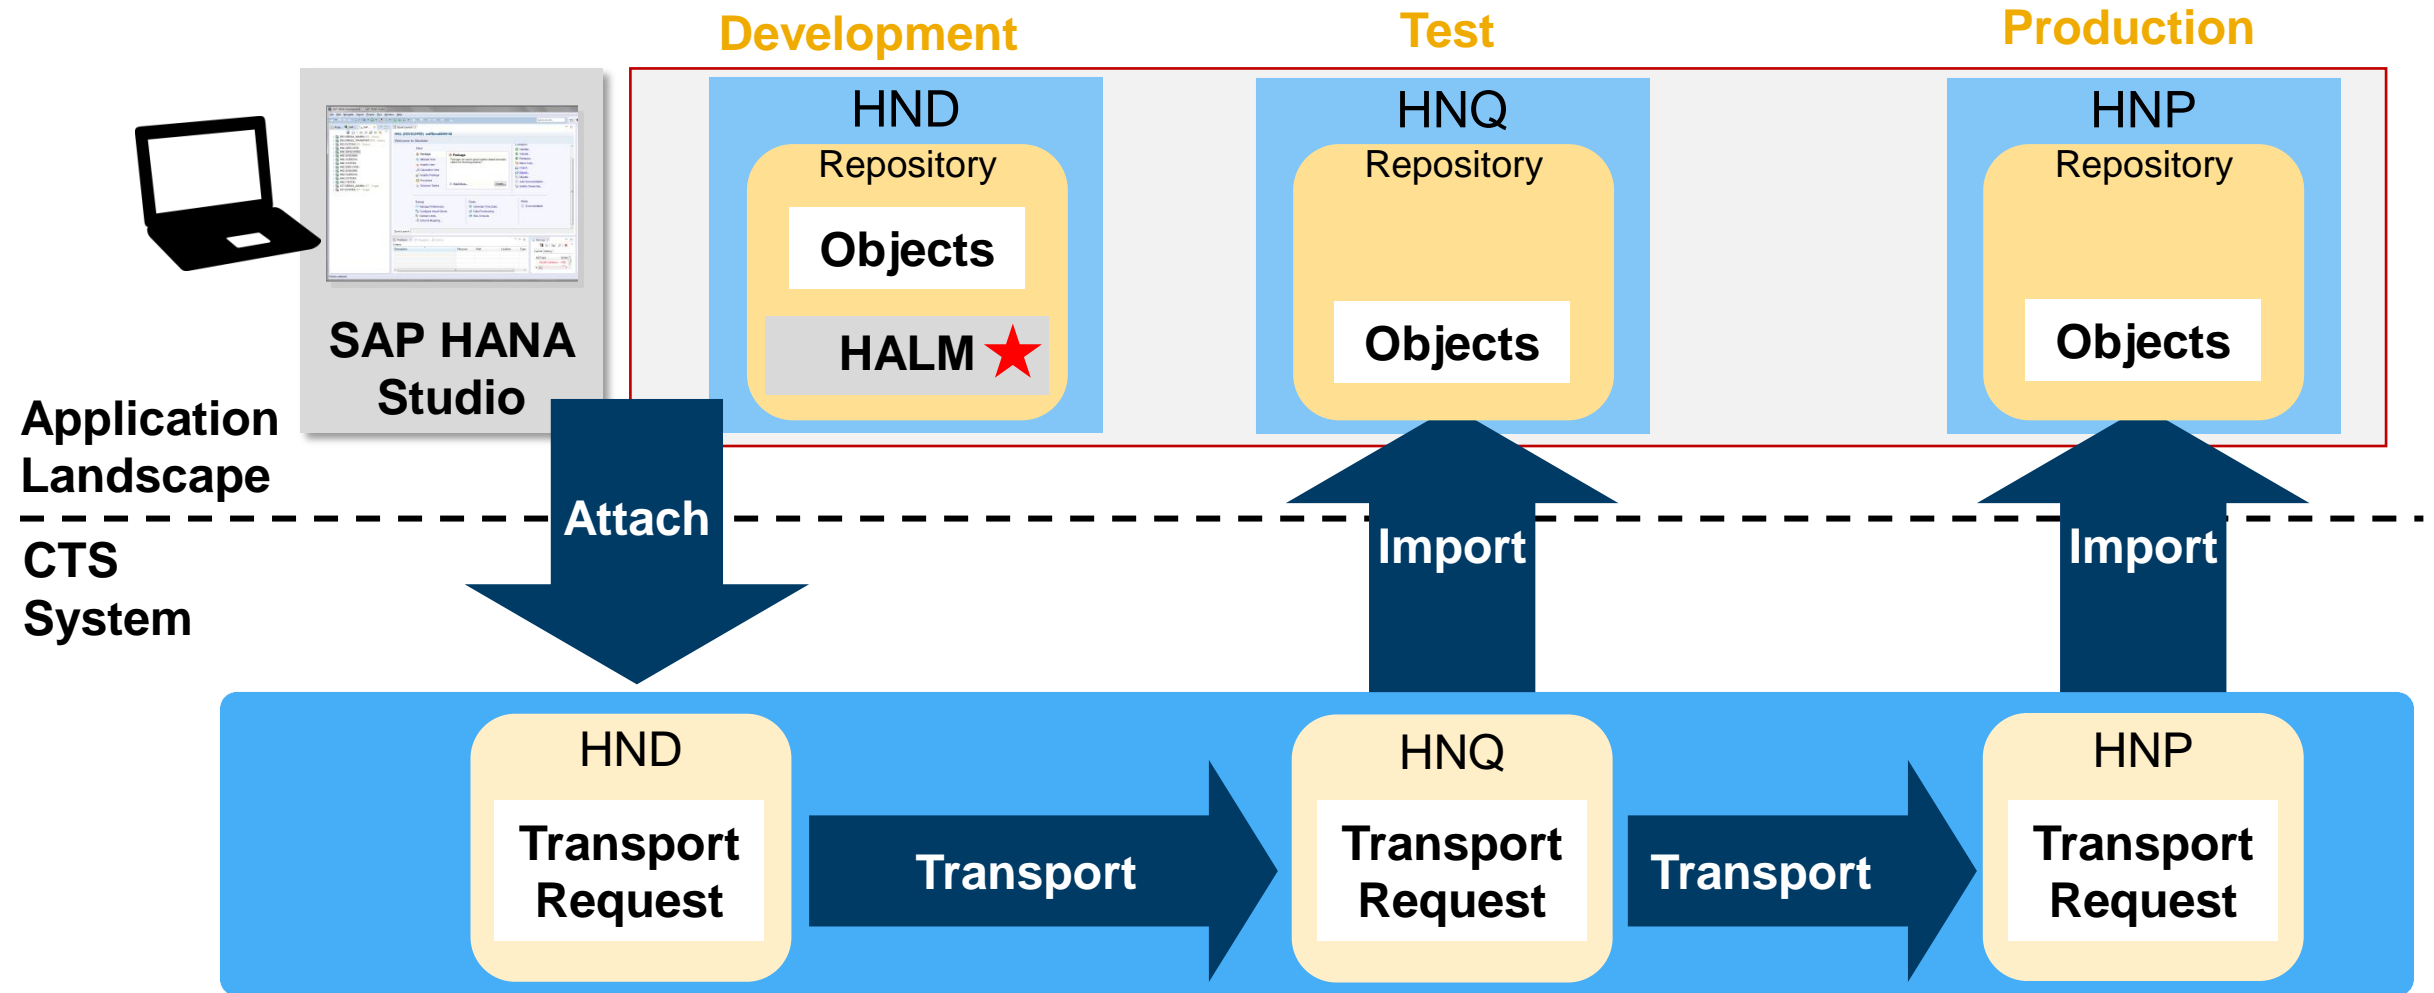 Development
Test
Production
HND
Repository
Objects
HALM
HNQ
Repository
Objects
HNP
Repository
Objects
SAP HANA
Studio
Application
Landscape
Attach
Import
Import
CTS
System
HND
Transport
Request
Transport
HNQ
Transport
Request
Transport
HNP
Transport
Request